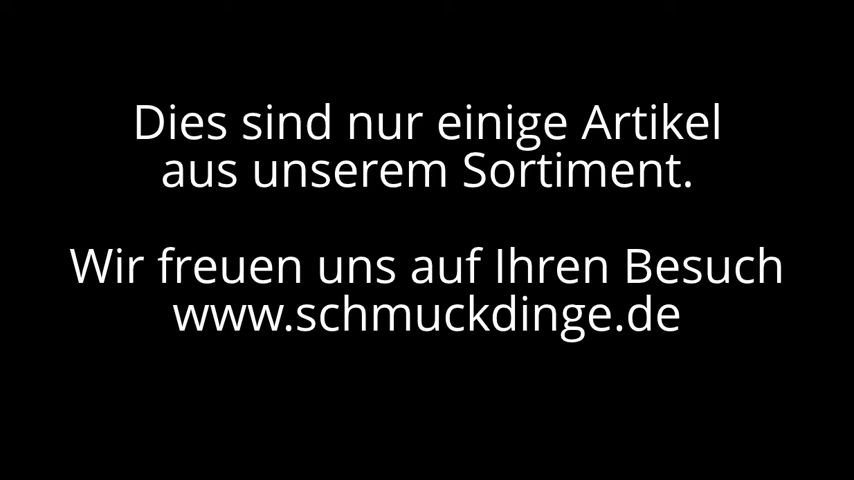 Dies sind nur einige Artikel
aus unserem Sortiment.
Wir freuen uns auf Ihren Besuch
www.schmuckdinge.de